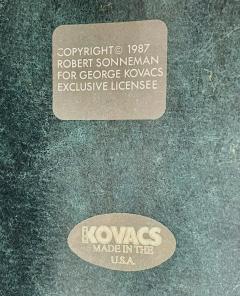 COPYRIGHT© 1987
ROBERT SONNEMAN
FOR GEORGE KOVACS
EXCLUSIVE LICENSEE
KOVACS
MADE IN THE
U.S.A.